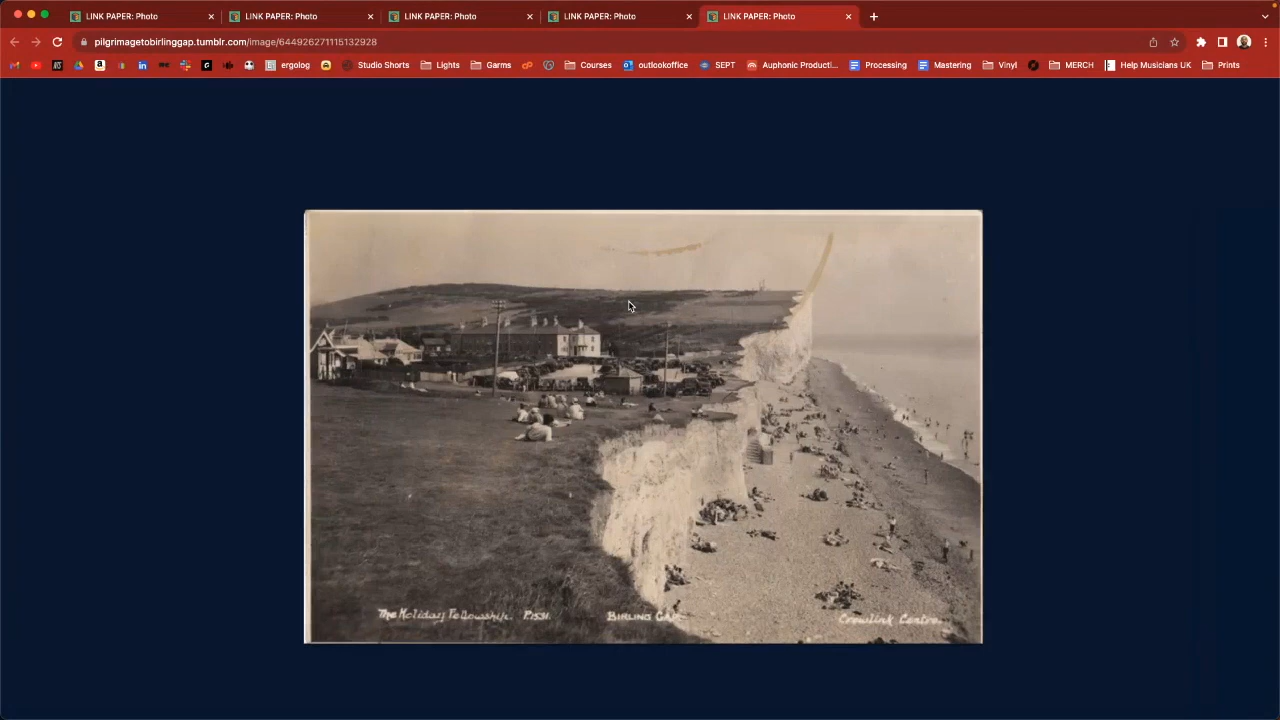 LINK PAPER: Photo
LINK PAPER: Photo
LINK PAPER: Photo
LINK PAPER: Photo
LINK PAPER: Photo
pilgrimagetobirlinggap.tumblr.com/image/644926271115132928
ergolog
Studio Shorts
Lights
Garms
Courses
outlookoffice
SEPT
Auphonic Producti...
Processing
Mastering
Vinyl
MERCH
Help Musicians UK
Prints
The Holiday Fellowship. P.1531. BIRLING GAP. Crowlink Centre.